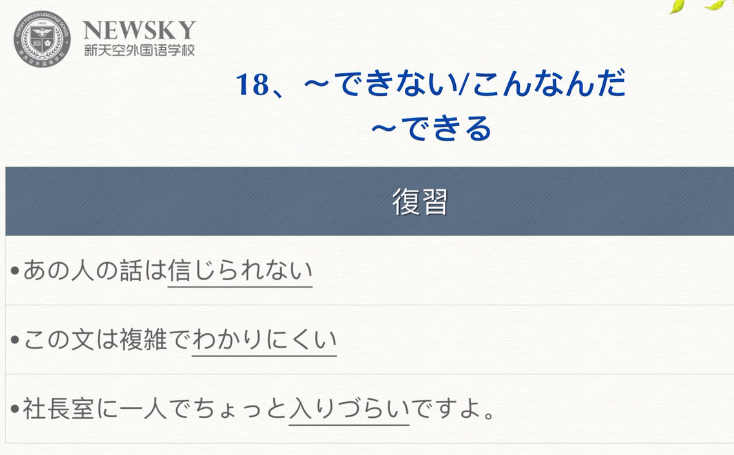 NEWSKY
新天空外国语学校
18、～できない/こんなんだ
～できる
復習
•あの人の話は信じられない
•この文は複雑でわかりにくい
•社長室に一人でちょっと入りづらいですよ。